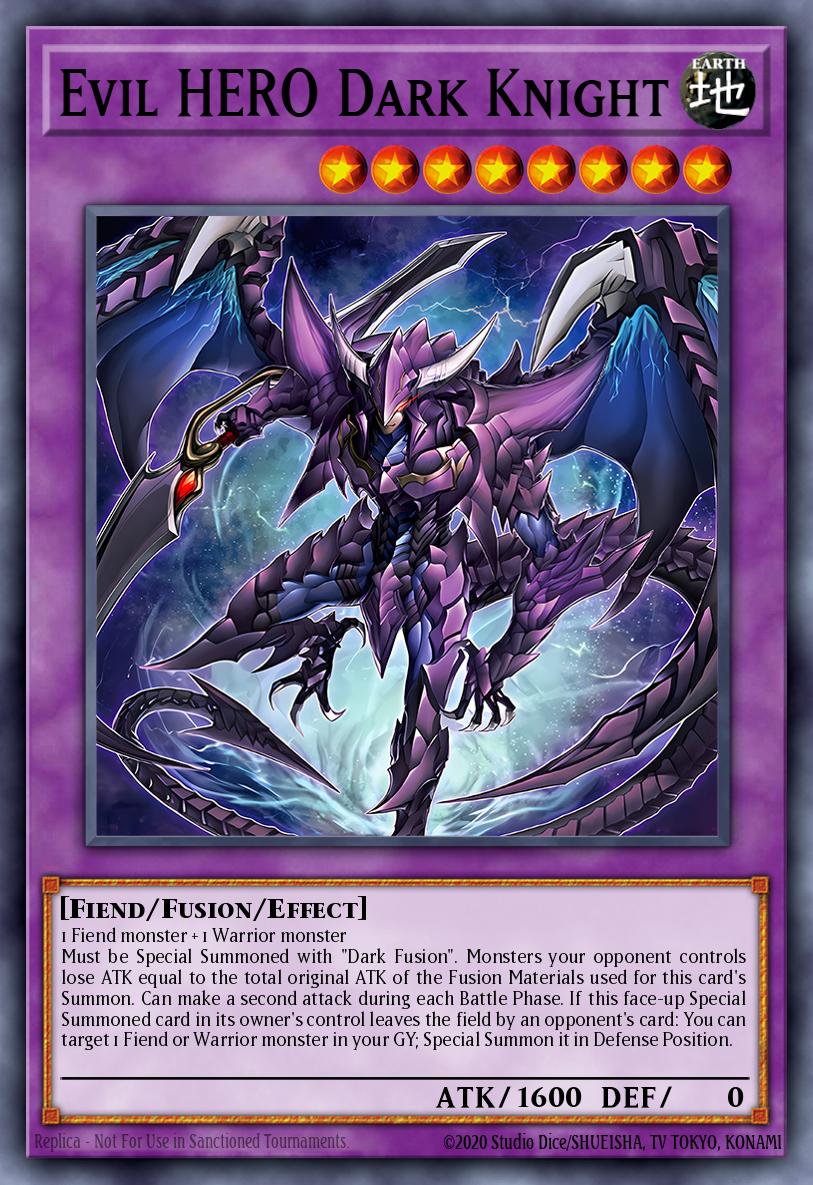 Evil HERO Dark Knight
EARTH
地
[Fiend/Fusion/Effect]
1 Fiend monster + 1 Warrior monster
Must be Special Summoned with "Dark Fusion". Monsters your opponent controls
lose ATK equal to the total original ATK of the Fusion Materials used for this card's
Summon. Can make a second attack during each Battle Phase. If this face-up Special
Summoned card in its owner's control leaves the field by an opponent's card: You can
target 1 Fiend or Warrior monster in your GY; Special Summon it in Defense Position.
ATK/1600 DEF/ 0
Replica - Not For Use in Sanctioned Tournaments.
©2020 Studio Dice/SHUEISHA, TV TOKYO, KONAMI